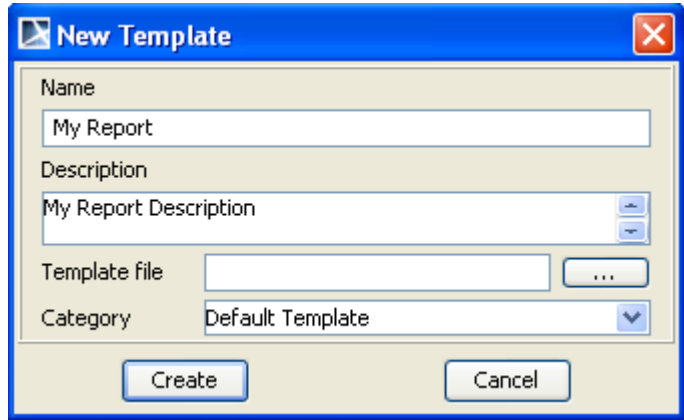 New Template
Name
My Report
Description
My Report Description
Template file
...
Category
Default Template
Create
Cancel